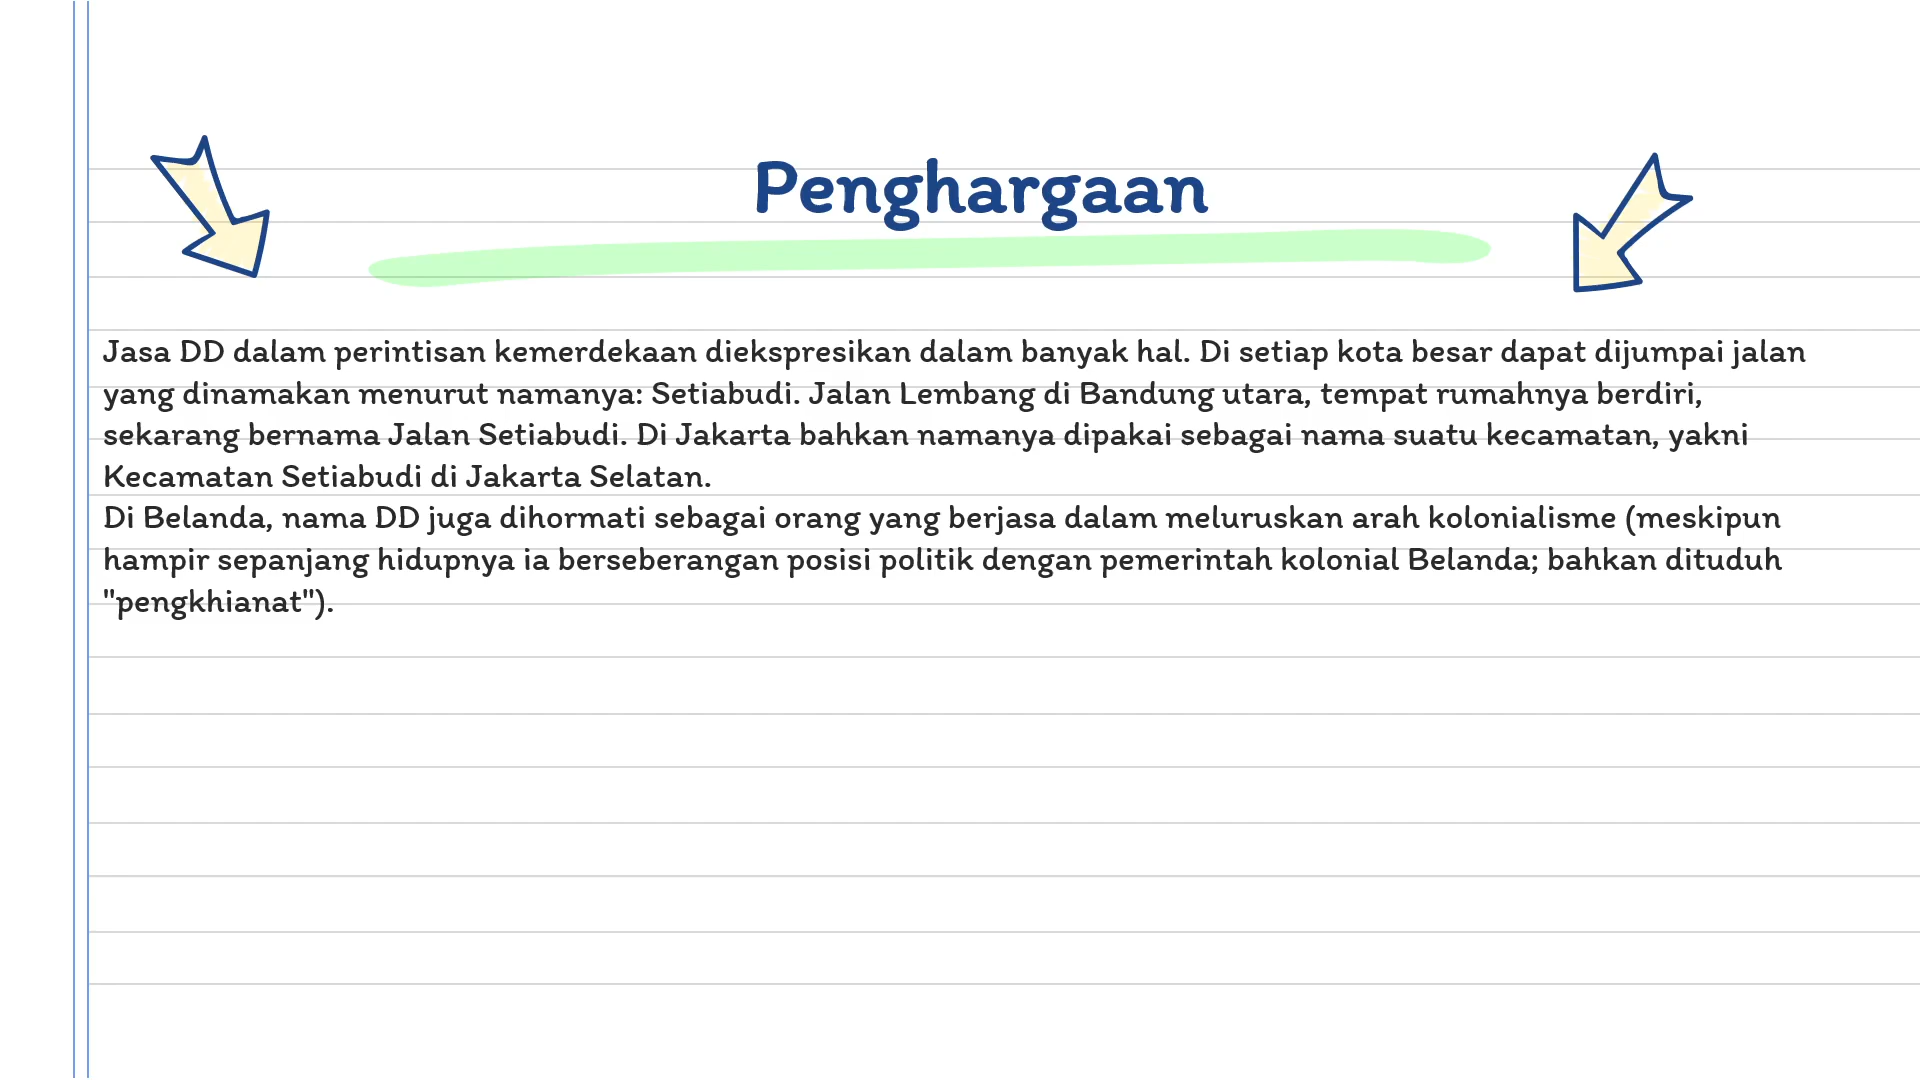 Penghargaan
Jasa DD dalam perintisan kemerdekaan diekspresikan dalam banyak hal. Di setiap kota besar dapat dijumpai jalan
yang dinamakan menurut namanya: Setiabudi. Jalan Lembang di Bandung utara, tempat rumahnya berdiri,
sekarang bernama Jalan Setiabudi. Di Jakarta bahkan namanya dipakai sebagai nama suatu kecamatan, yakni
Kecamatan Setiabudi di Jakarta Selatan.
Di Belanda, nama DD juga dihormati sebagai orang yang berjasa dalam meluruskan arah kolonialisme (meskipun
hampir sepanjang hidupnya ia berseberangan posisi politik dengan pemerintah kolonial Belanda; bahkan dituduh
"pengkhianat").